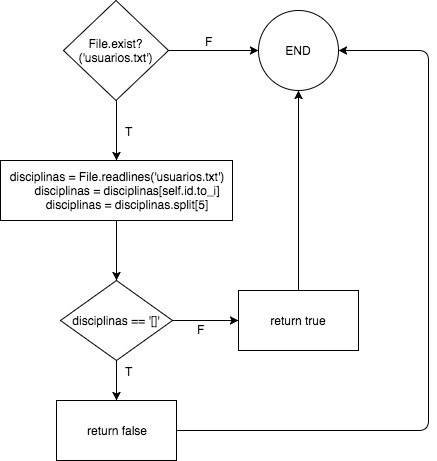 File.exist?
('usuarios.txt')
F
END
T
disciplinas = File.readlines('usuarios.txt')
disciplinas = disciplinas[self.id.to_i]
disciplinas = disciplinas.split[5]
disciplinas == '[]'
F
return true
T
return false